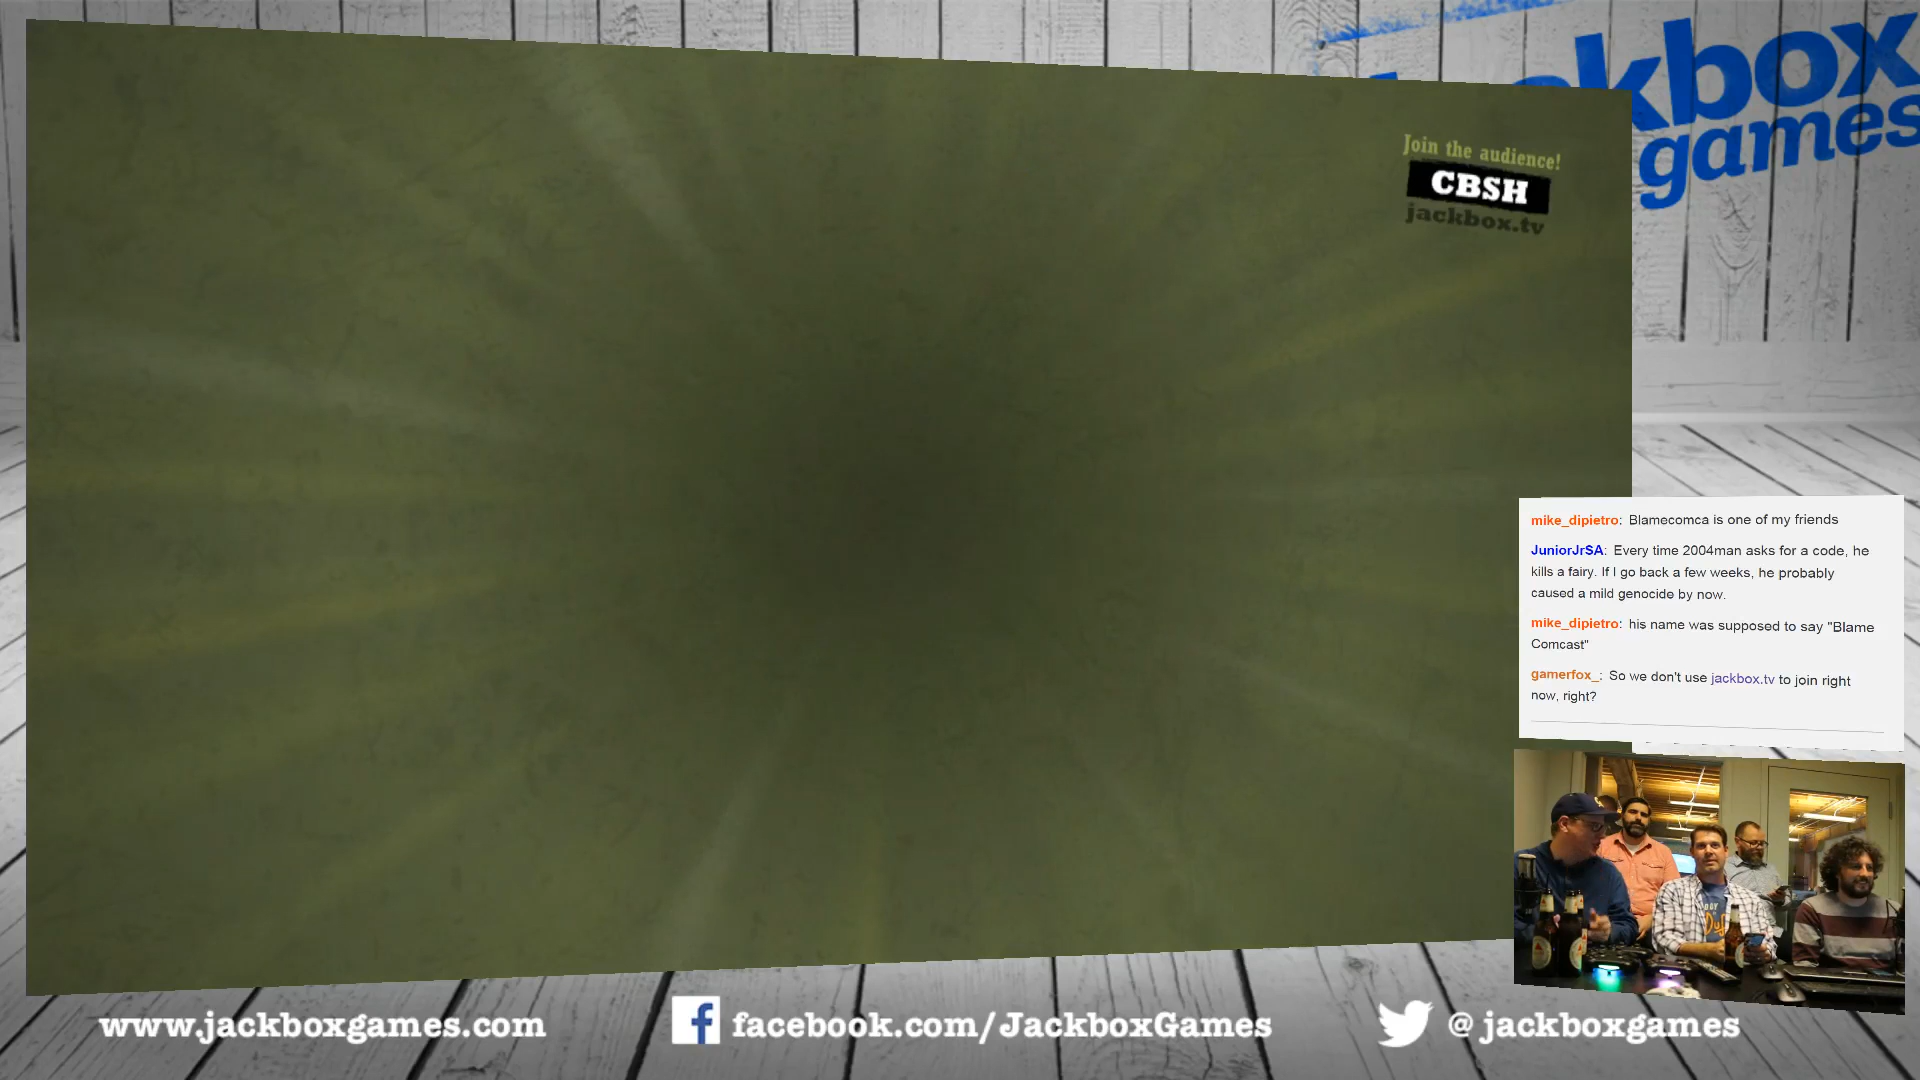 jackbox
games
Join the audience!
CBSH
jackbox.tv
mike_dipietro: Blamecomca is one of my friends
JuniorJrSA: Every time 2004man asks for a code, he
kills a fairy. If I go back a few weeks, he probably
caused a mild genocide by now.
mike_dipietro: his name was supposed to say "Blame
Comcast"
gamerfox_: So we don't use jackbox.tv to join right
now, right?
www.jackboxgames.com
facebook.com/JackboxGames
@jackboxgames